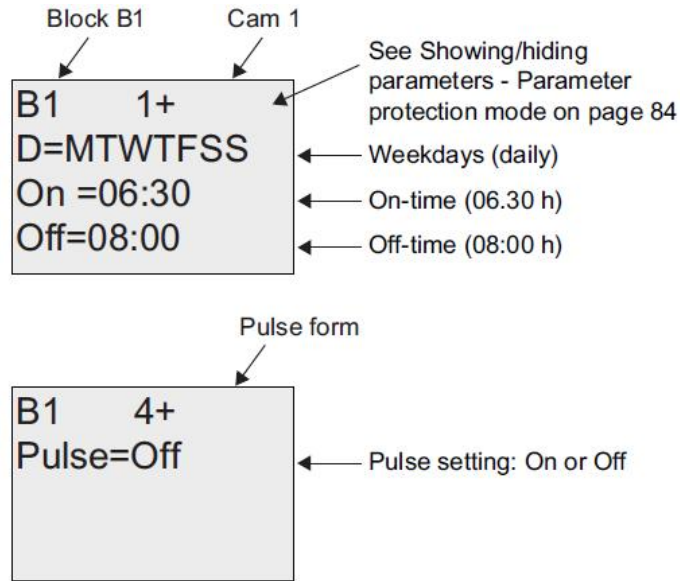 Block B1
Cam 1
See Showing/hiding
parameters - Parameter
protection mode on page 84
B1 1+
D=MTWTFSS
Weekdays (daily)
On =06:30
On-time (06.30 h)
Off=08:00
Off-time (08:00 h)
Pulse form
B1 4+
Pulse=Off
Pulse setting: On or Off